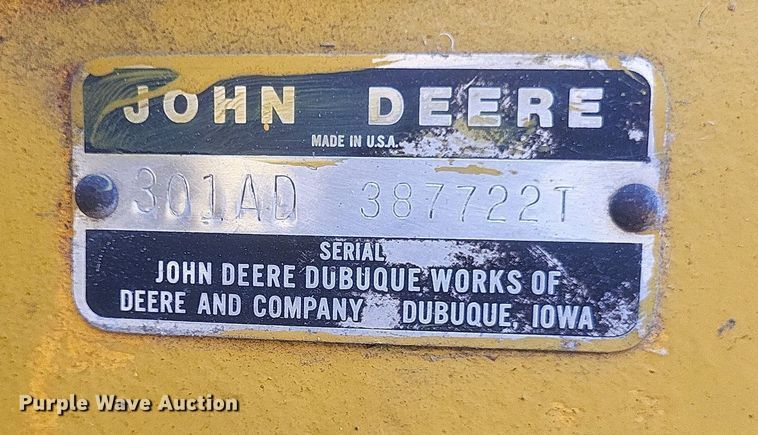 JOHN DEERE
MADE IN U.S.A.
301AD 387722T
SERIAL
JOHN DEERE DUBUQUE WORKS OF
DEERE AND COMPANY DUBUQUE, IOWA
Purple Wave Auction